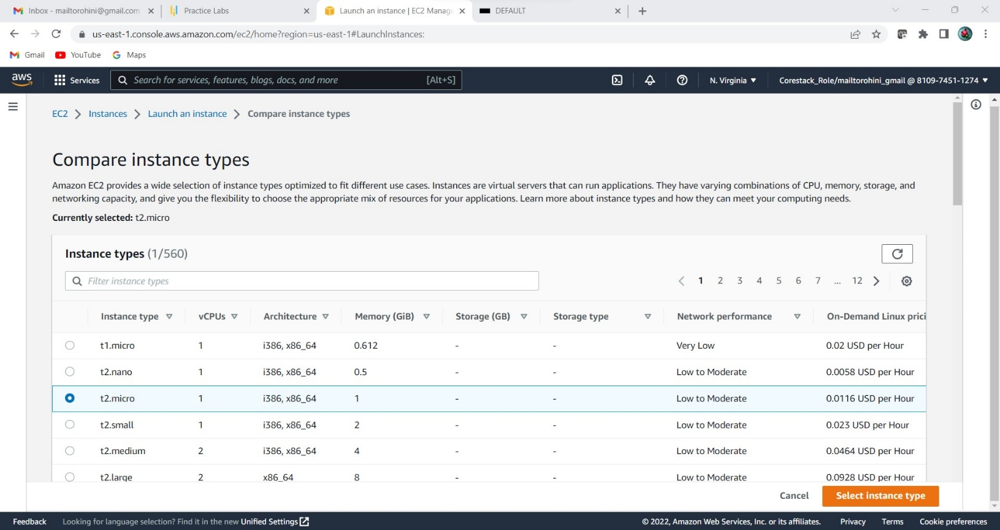 Inbox - mailtorohini@gmail.com
Practice Labs
Launch an instance | EC2 Manag
DEFAULT
us-east-1.console.aws.amazon.com/ec2/home?region=us-east-1#LaunchInstances:
Gmail YouTube Maps
aws Services Search for services, features, blogs, docs, and more [Alt+S] N. Virginia Corestack_Role/mailtorohini_gmail @ 8109-7451-1274
EC2 Instances Launch an instance Compare instance types
Compare instance types
Amazon EC2 provides a wide selection of instance types optimized to fit different use cases. Instances are virtual servers that can run applications. They have varying combinations of CPU, memory, storage, and
networking capacity, and give you the flexibility to choose the appropriate mix of resources for your applications. Learn more about instance types and how they can meet your computing needs.
Currently selected: t2.micro
Instance types (1/560)
Filter instance types
1 2 3 4 5 6 7 ... 12
Instance type vCPUs Architecture Memory (GiB) Storage (GB) Storage type Network performance On-Demand Linux prici
t1.micro 1 i386, x86_64 0.612 - - Very Low 0.02 USD per Hour
t2.nano 1 i386, x86_64 0.5 - - Low to Moderate 0.0058 USD per Hour
t2.micro 1 i386, x86_64 1 - - Low to Moderate 0.0116 USD per Hour
t2.small 1 i386, x86_64 2 - - Low to Moderate 0.023 USD per Hour
t2.medium 2 i386, x86_64 4 - - Low to Moderate 0.0464 USD per Hour
t2.large 2 x86_64 8 - - Low to Moderate 0.0928 USD per Hour
Cancel Select instance type
Feedback Looking for language selection? Find it in the new Unified Settings © 2022, Amazon Web Services, Inc. or its affiliates. Privacy Terms Cookie preferences